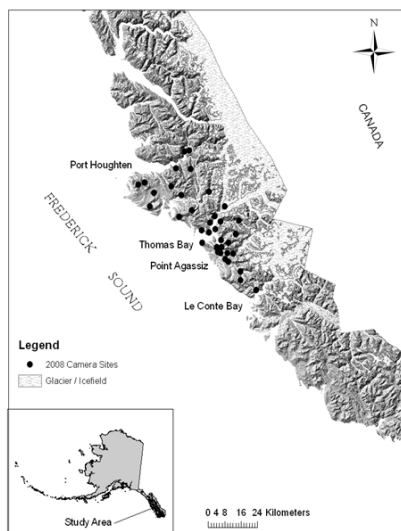 N
CANADA
Port Houghten
FREDERICK
SOUND
Thomas Bay
Point Agassiz
Le Conte Bay
Legend
2008 Camera Sites
Glacier / Icefield
Study Area
0 4 8 16 24 Kilometers